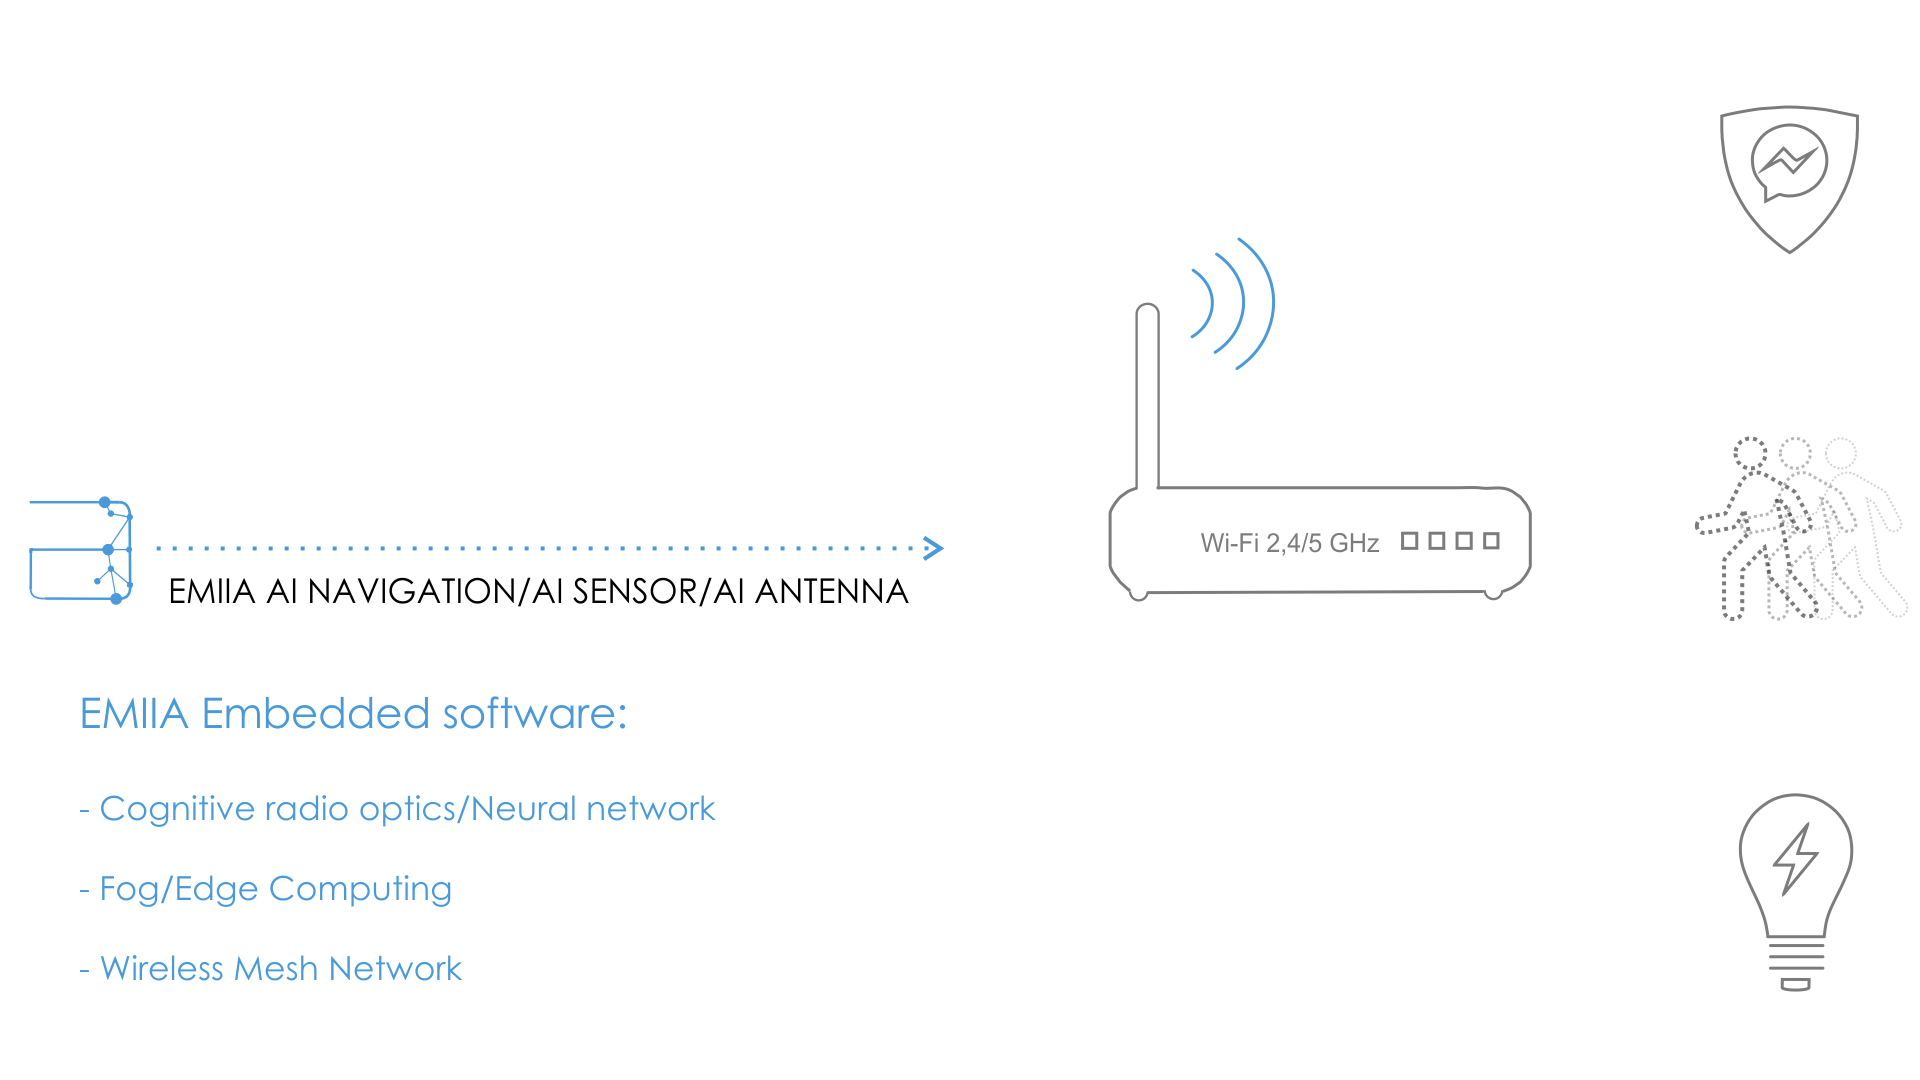 Wi-Fi 2,4/5 GHz
EMIIA AI NAVIGATION/AI SENSOR/AI ANTENNA
EMIIA Embedded software:
- Cognitive radio optics/Neural network
- Fog/Edge Computing
- Wireless Mesh Network